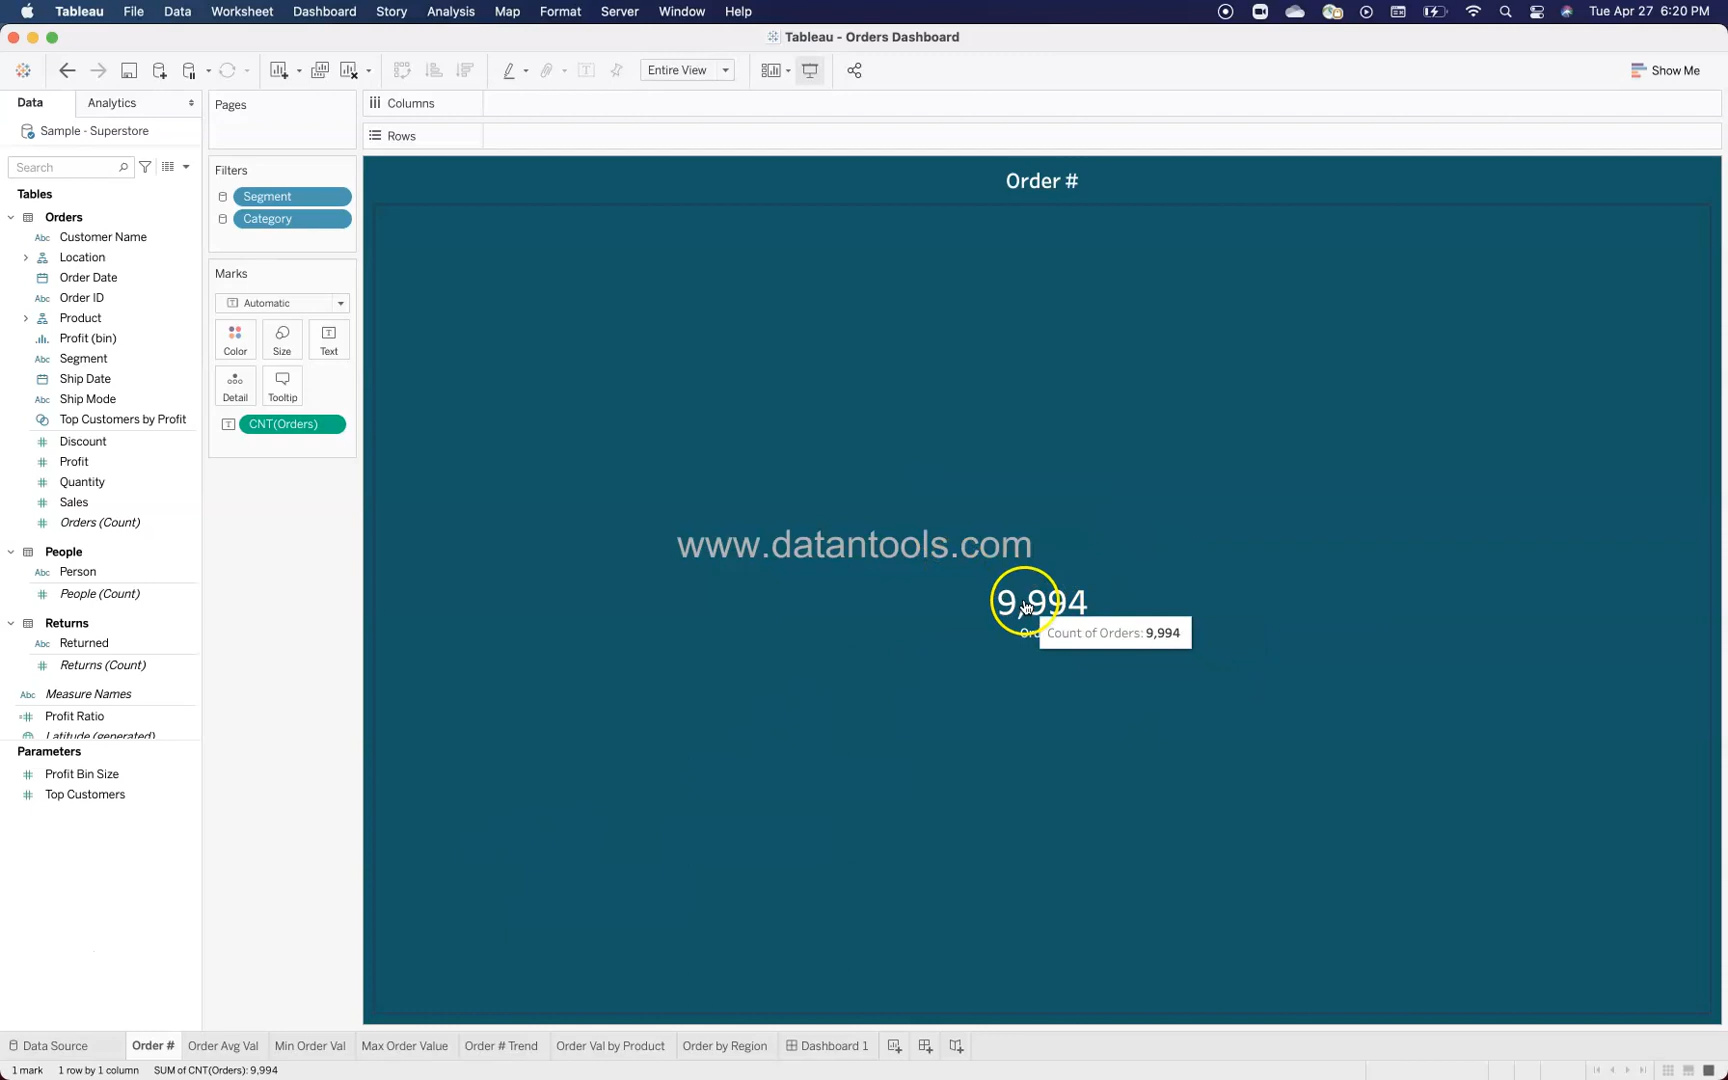 Tableau File Data Worksheet Dashboard Story Analysis Map Format Server Window Help Tue Apr 27 6:20 PM
Tableau - Orders Dashboard
Entire View Show Me
Data Analytics
Sample - Superstore
Search
Tables
Orders
Customer Name
Location
Order Date
Order ID
Product
Profit (bin)
Segment
Ship Date
Ship Mode
Top Customers by Profit
Discount
Profit
Quantity
Sales
Orders (Count)
People
Person
People (Count)
Returns
Returned
Returns (Count)
Measure Names
Profit Ratio
Latitude (generated)
Parameters
Profit Bin Size
Top Customers
Pages
Filters
Segment
Category
Marks
Automatic
Color Size Text
Detail Tooltip
CNT(Orders)
Columns
Rows
Order #
www.datantools.com
9,994
Count of Orders: 9,994
Data Source Order # Order Avg Val Min Order Val Max Order Value Order # Trend Order Val by Product Order by Region Dashboard 1
1 mark 1 row by 1 column SUM of CNT(Orders): 9,994